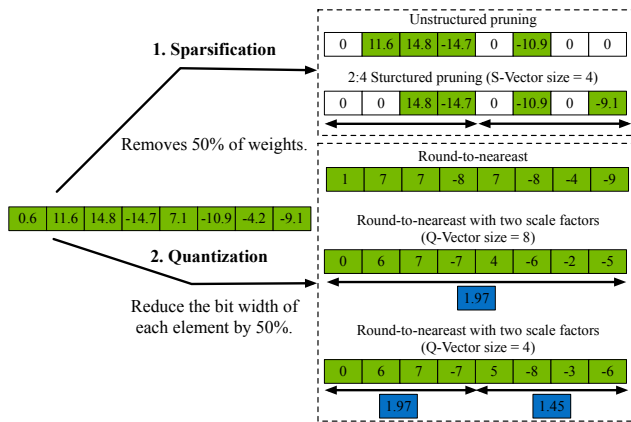 Unstructured pruning
1. Sparsification
0 11.6 14.8 -14.7 0 -10.9 0 0
2:4 Sturctured pruning (S-Vector size = 4)
0 0 14.8 -14.7 0 -10.9 0 -9.1
Removes 50% of weights.
Round-to-neareast
1 7 7 -8 7 -8 -4 -9
0.6 11.6 14.8 -14.7 7.1 -10.9 -4.2 -9.1
Round-to-neareast with two scale factors
(Q-Vector size = 8)
2. Quantization
0 6 7 -7 4 -6 -2 -5
Reduce the bit width of
each element by 50%.
1.97
Round-to-neareast with two scale factors
(Q-Vector size = 4)
0 6 7 -7 5 -8 -3 -6
1.97 1.45